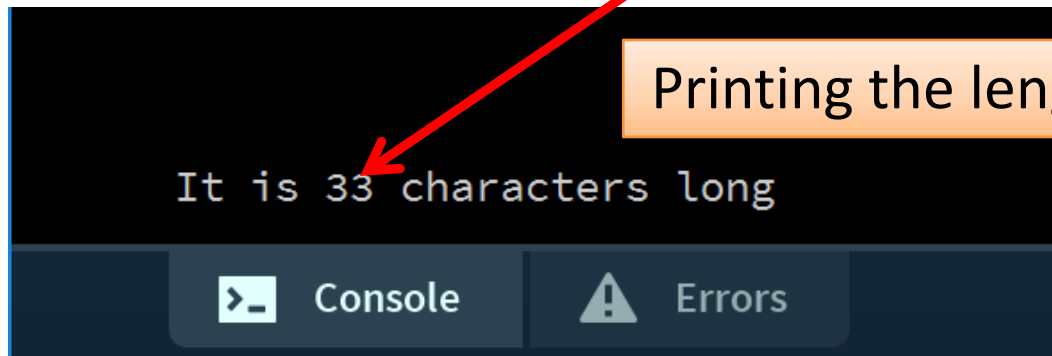 Printing the len
It is 33 characters long
Console
Errors